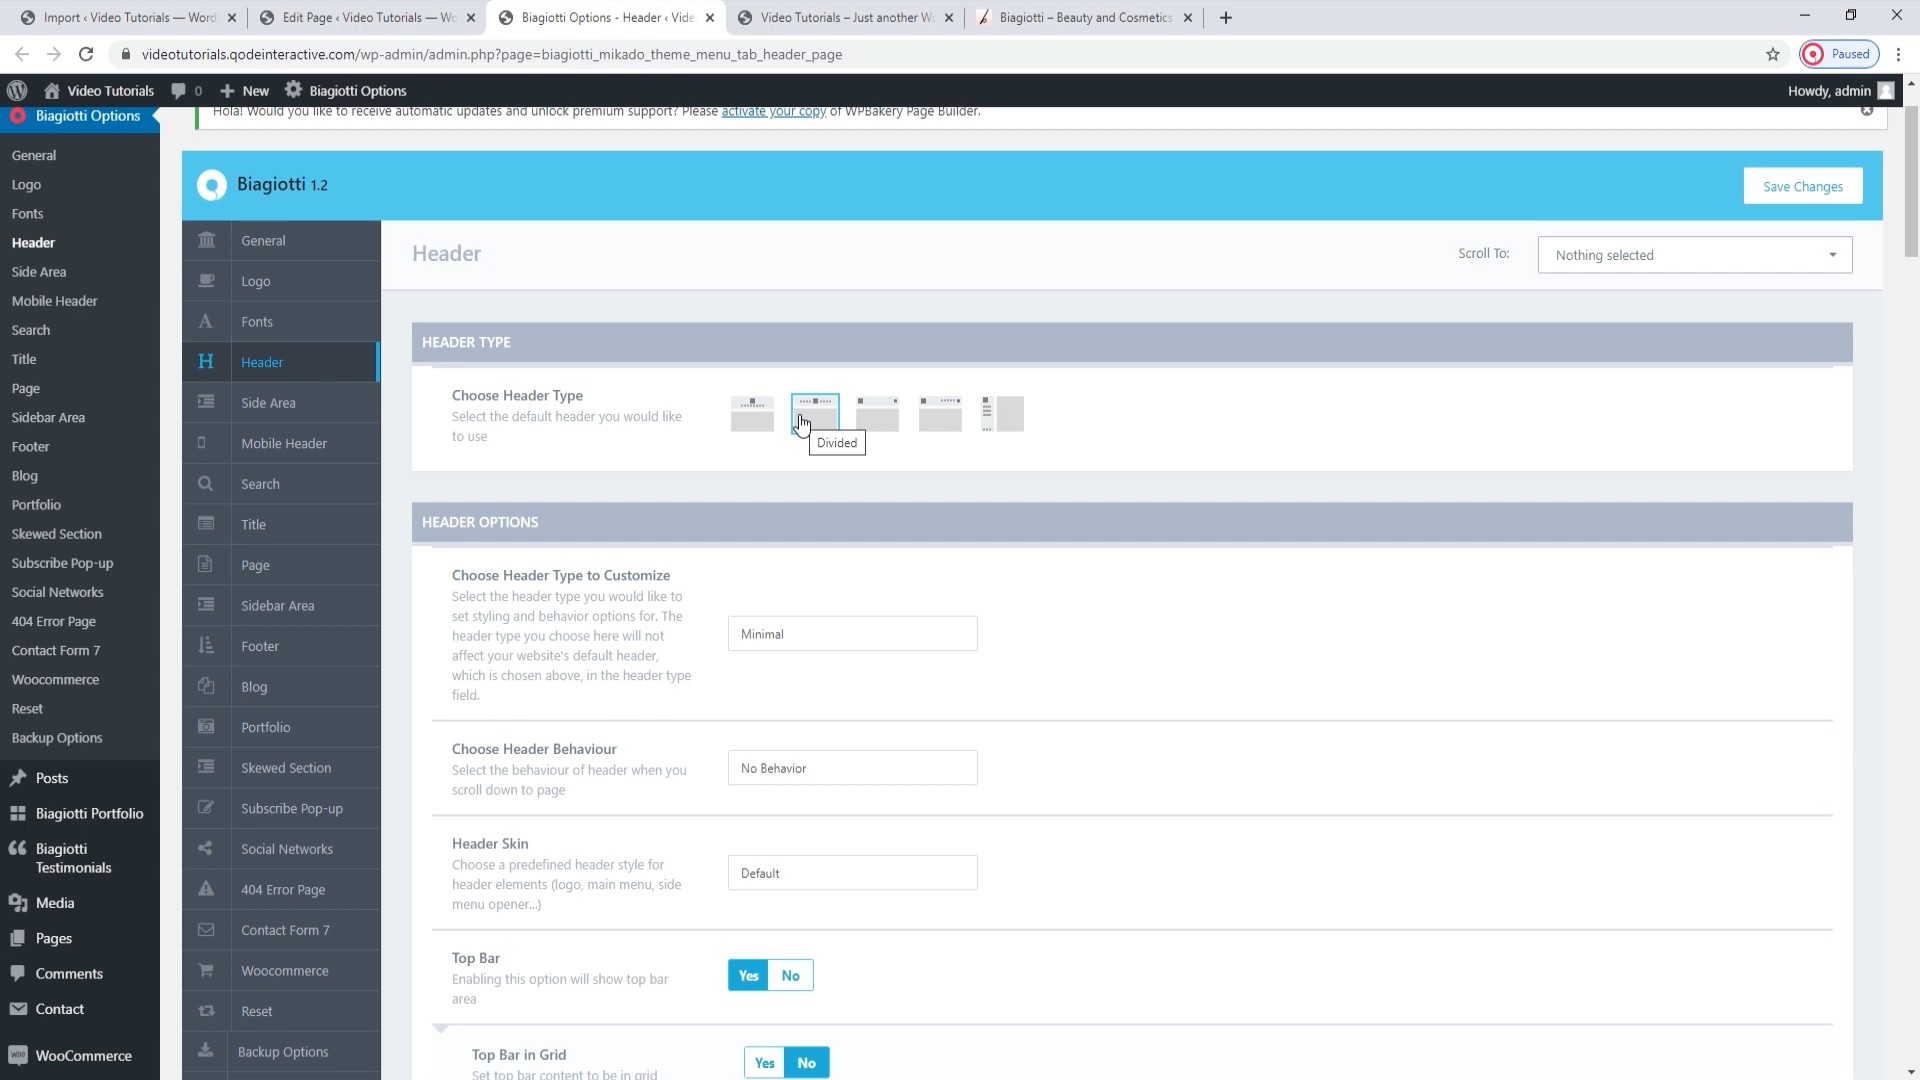 Import ‹ Video Tutorials — Word
Edit Page ‹ Video Tutorials — Wo
Biagiotti Options - Header ‹ Vide
Video Tutorials – Just another W
Biagiotti – Beauty and Cosmetics
videotutorials.qodeinteractive.com/wp-admin/admin.php?page=biagiotti_mikado_theme_menu_tab_header_page
Paused
Video Tutorials
0
New
Biagiotti Options
Howdy, admin
Biagiotti Options
Hola! Would you like to receive automatic updates and unlock premium support? Please activate your copy of WPBakery Page Builder.
General
Logo
Fonts
Header
Side Area
Mobile Header
Search
Title
Page
Sidebar Area
Footer
Blog
Portfolio
Skewed Section
Subscribe Pop-up
Social Networks
404 Error Page
Contact Form 7
Woocommerce
Reset
Backup Options
Posts
Biagiotti Portfolio
Biagiotti
Testimonials
Media
Pages
Comments
Contact
WooCommerce
Biagiotti 1.2
Save Changes
General
Logo
Fonts
Header
Side Area
Mobile Header
Search
Title
Page
Sidebar Area
Footer
Blog
Portfolio
Skewed Section
Subscribe Pop-up
Social Networks
404 Error Page
Contact Form 7
Woocommerce
Reset
Backup Options
Header
Scroll To:
Nothing selected
HEADER TYPE
Choose Header Type
Select the default header you would like
to use
Divided
HEADER OPTIONS
Choose Header Type to Customize
Select the header type you would like to
set styling and behavior options for. The
header type you choose here will not
affect your website's default header,
which is chosen above, in the header type
field.
Minimal
Choose Header Behaviour
Select the behaviour of header when you
scroll down to page
No Behavior
Header Skin
Choose a predefined header style for
header elements (logo, main menu, side
menu opener...)
Default
Top Bar
Enabling this option will show top bar
area
Yes
No
Top Bar in Grid
Set top bar content to be in grid
Yes
No